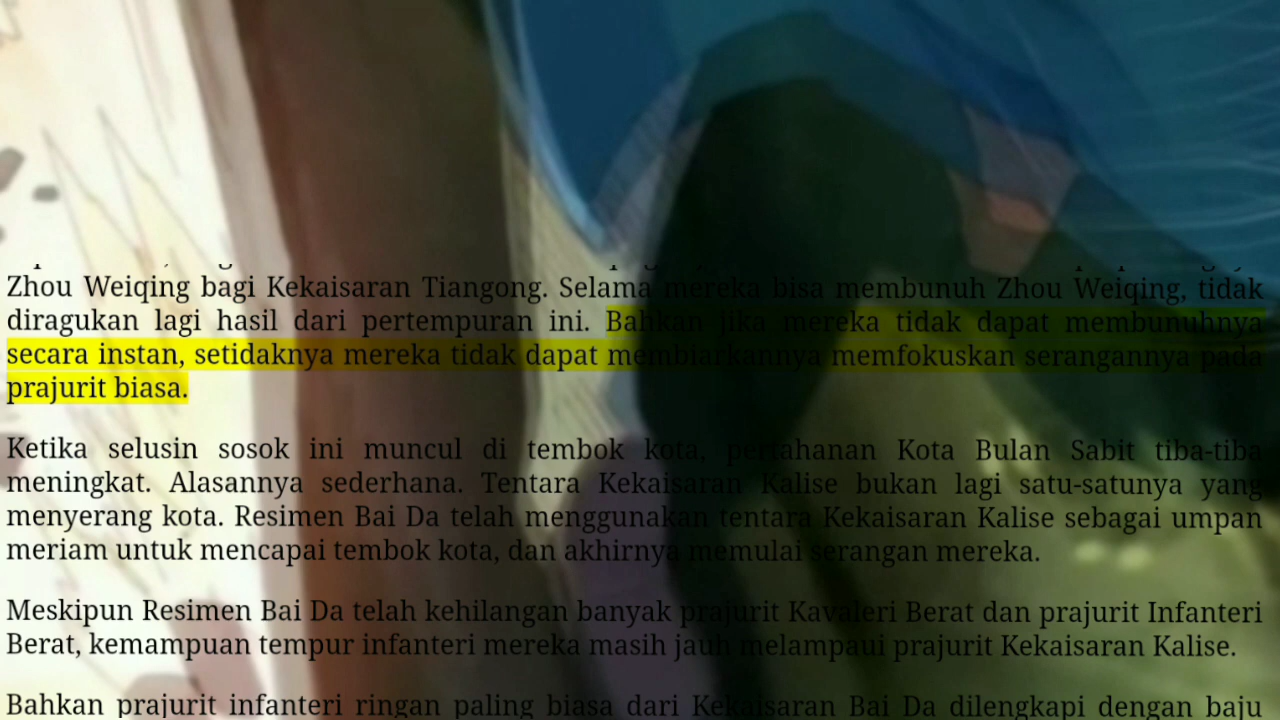 Zhou Weiqing bagi Kekaisaran Tiangong. Selama mereka bisa membunuh Zhou Weiqing, tidak
diragukan lagi hasil dari pertempuran ini. Bahkan jika mereka tidak dapat membunuhnya
secara instan, setidaknya mereka tidak dapat membiarkannya memfokuskan serangannya pada
prajurit biasa.
Ketika selusin sosok ini muncul di tembok kota, pertahanan Kota Bulan Sabit tiba-tiba
meningkat. Alasannya sederhana. Tentara Kekaisaran Kalise bukan lagi satu-satunya yang
menyerang kota. Resimen Bai Da telah menggunakan tentara Kekaisaran Kalise sebagai umpan
meriam untuk mencapai tembok kota, dan akhirnya memulai serangan mereka.
Meskipun Resimen Bai Da telah kehilangan banyak prajurit Kavaleri Berat dan prajurit Infanteri
Berat, kemampuan tempur infanteri mereka masih jauh melampaui prajurit Kekaisaran Kalise.
Bahkan prajurit infanteri ringan paling biasa dari Kekaisaran Bai Da dilengkapi dengan baju